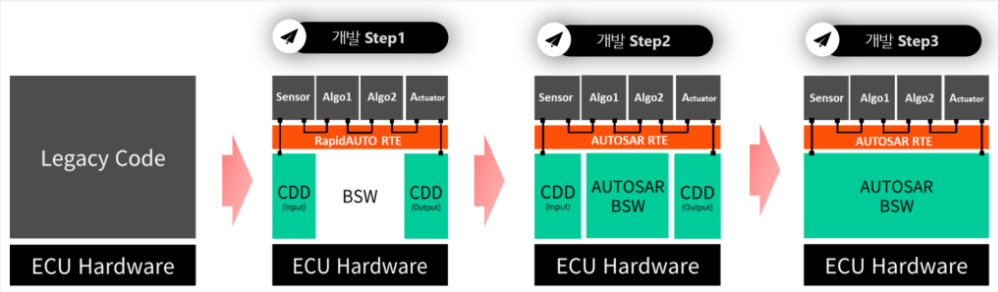 Legacy Code
ECU Hardware
개발 Step1
Sensor Algo1 Algo2 Actuator
RapidAUTO RTE
CDD
(Input)
BSW
CDD
(Output)
ECU Hardware
개발 Step2
Sensor Algo1 Algo2 Actuator
AUTOSAR RTE
CDD
(Input)
AUTOSAR
BSW
CDD
(Output)
ECU Hardware
개발 Step3
Sensor Algo1 Algo2 Actuator
AUTOSAR RTE
AUTOSAR
BSW
ECU Hardware